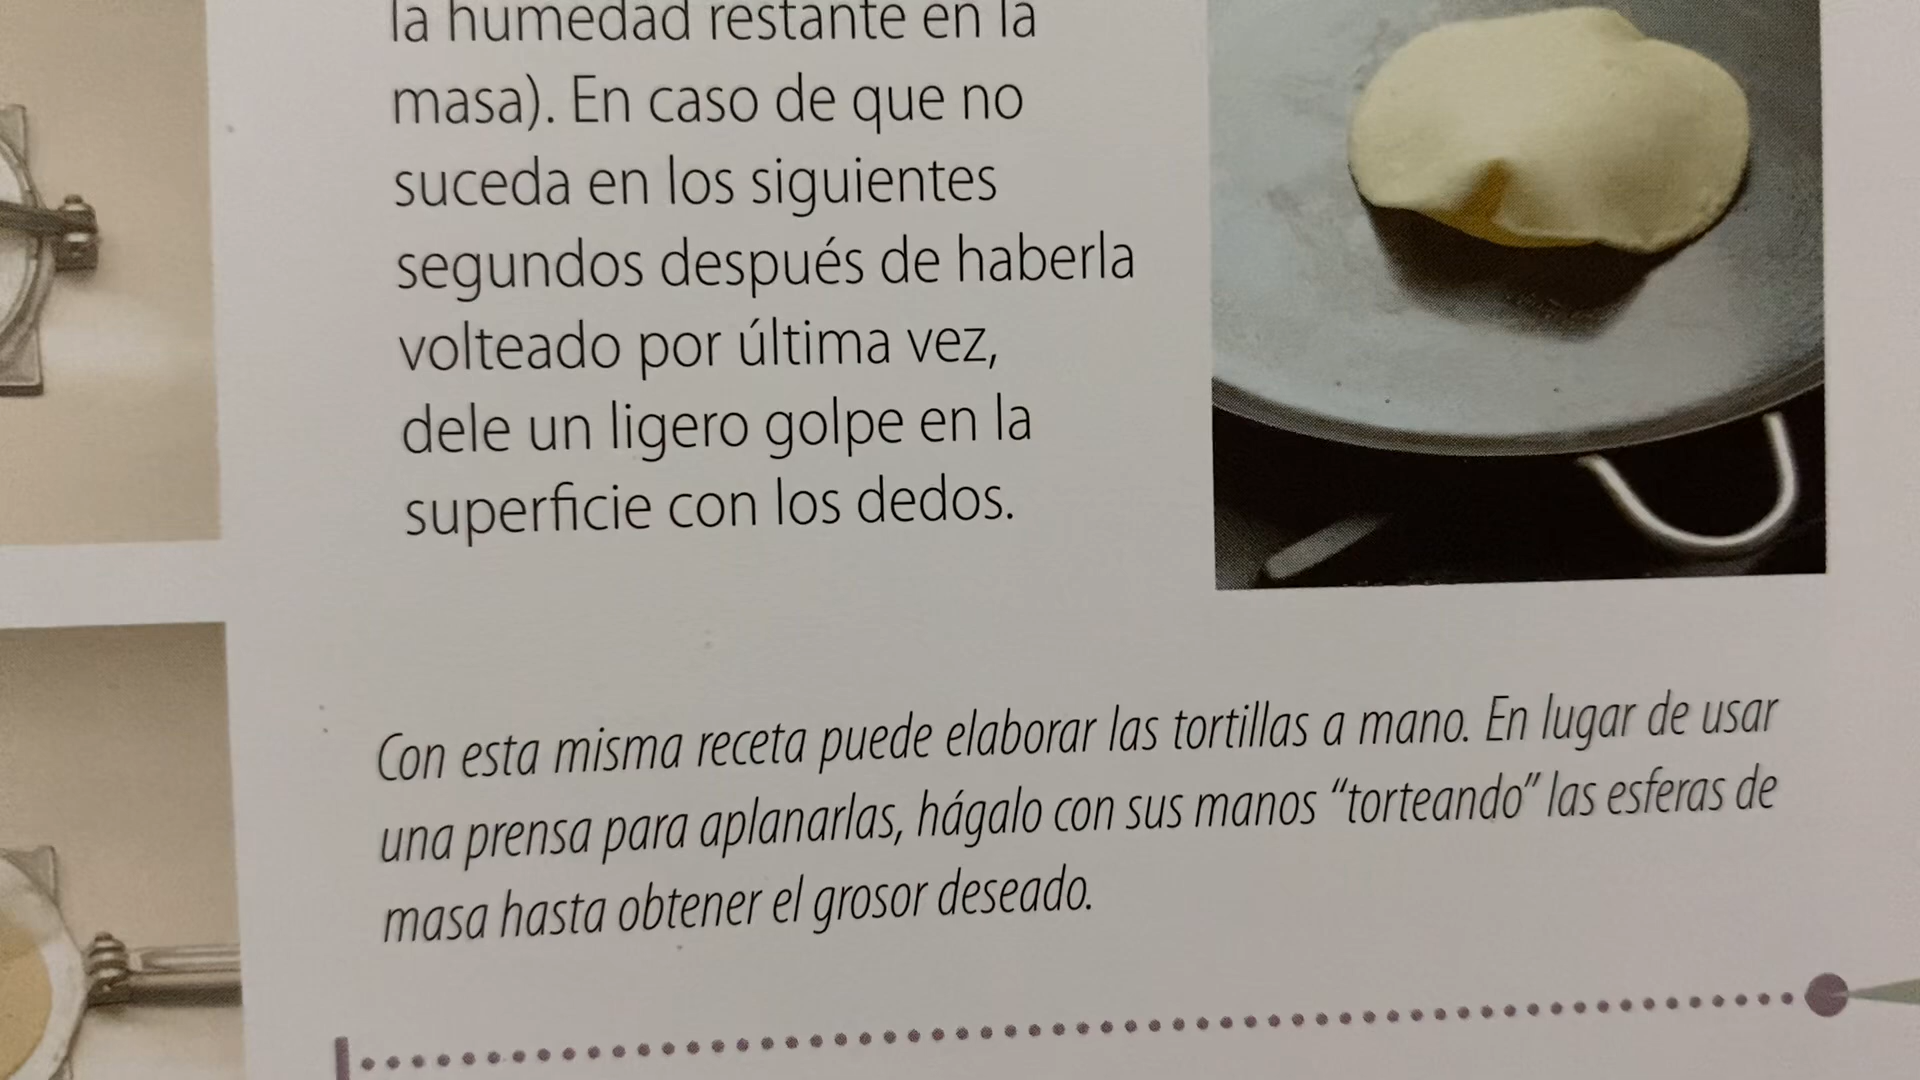 la humedad restante en la
masa). En caso de que no
suceda en los siguientes
segundos después de haberla
volteado por última vez,
dele un ligero golpe en la
superficie con los dedos.
Con esta misma receta puede elaborar las tortillas a mano. En lugar de usar
una prensa para aplanarlas, hágalo con sus manos “torteando” las esferas de
masa hasta obtener el grosor deseado.